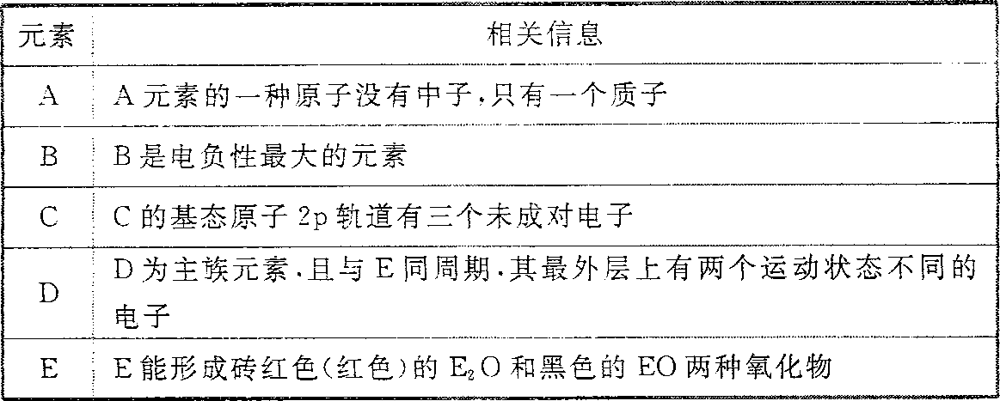 元素 相关信息
A A元素的一种原子没有中子,只有一个质子
B B是电负性最大的元素
C C的基态原子2p轨道有三个未成对电子
D D为主族元素,且与E同周期,其最外层上有两个运动状态不同的
电子
E E能形成砖红色(红色)的E₂O和黑色的EO两种氧化物